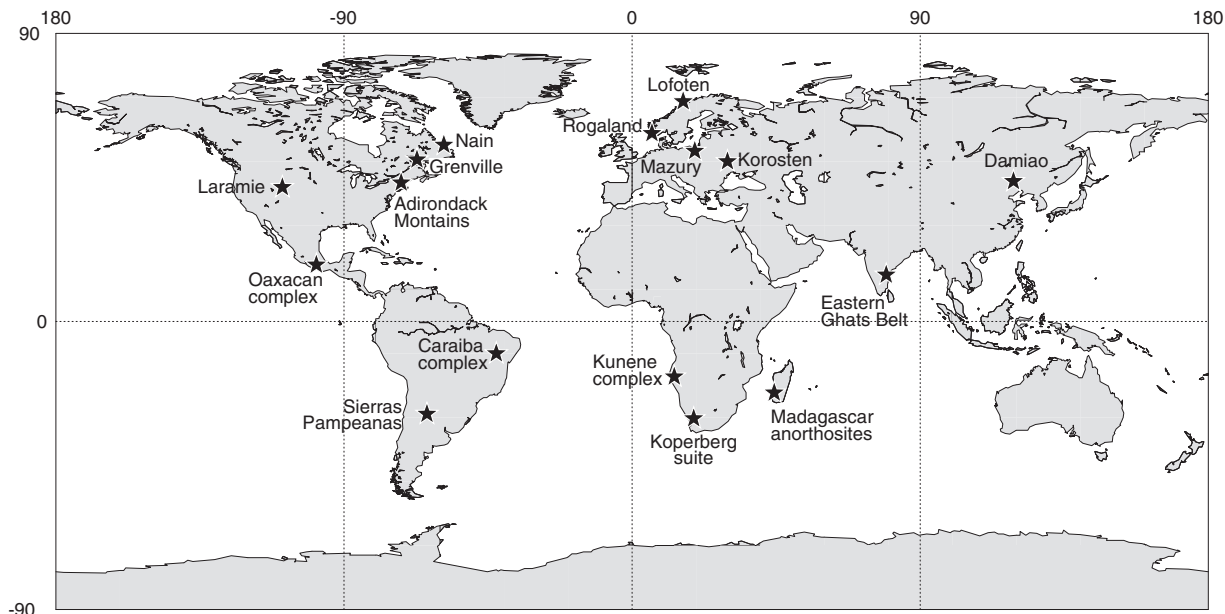 180
-90
0
90
180
90
Lofoten
Rogaland
Nain
Grenville
Mazury
Korosten
Damiao
Laramie
Adirondack
Montains
Oaxacan
complex
Eastern
Ghats Belt
0
Caraiba
complex
Kunene
complex
Sierras
Pampeanas
Madagascar
anorthosites
Koperberg
suite
-90